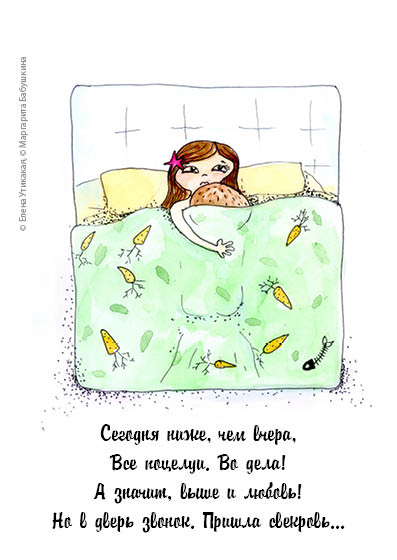 © Елена Утикакая, © Маргарита Бабушкина
Сегодня ниже, чем вчера,
Все поцелуи. Во дела!
А значит, выше и любовь!
Но в дверь звонок. Пришла свекровь...